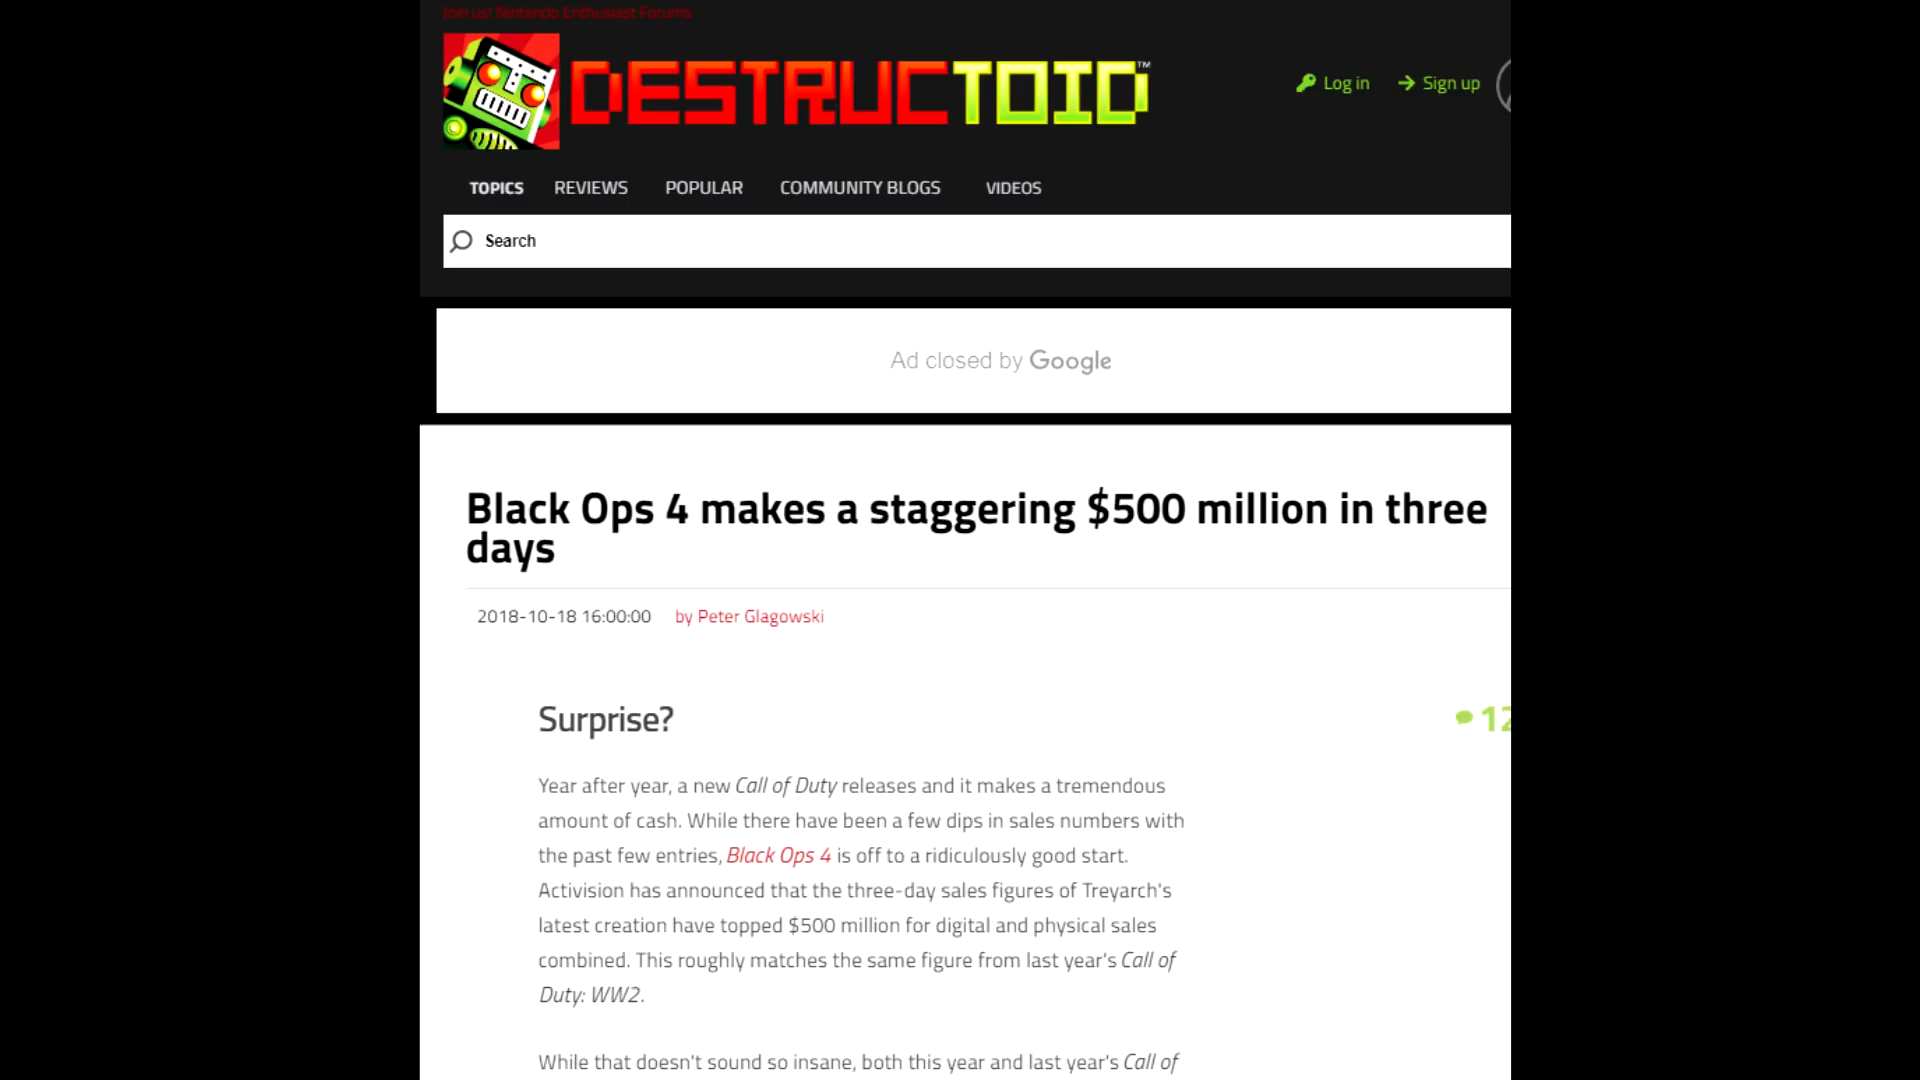 Join us! Nintendo Enthusiast Forums
DESTRUCTOID™
Log in
Sign up
TOPICS
REVIEWS
POPULAR
COMMUNITY BLOGS
VIDEOS
Search
Ad closed by Google
Black Ops 4 makes a staggering $500 million in three
days
2018-10-18 16:00:00
by Peter Glagowski
Surprise?
Year after year, a new Call of Duty releases and it makes a tremendous
amount of cash. While there have been a few dips in sales numbers with
the past few entries, Black Ops 4 is off to a ridiculously good start.
Activision has announced that the three-day sales figures of Treyarch's
latest creation have topped $500 million for digital and physical sales
combined. This roughly matches the same figure from last year's Call of
Duty: WW2.
While that doesn't sound so insane, both this year and last year's Call of